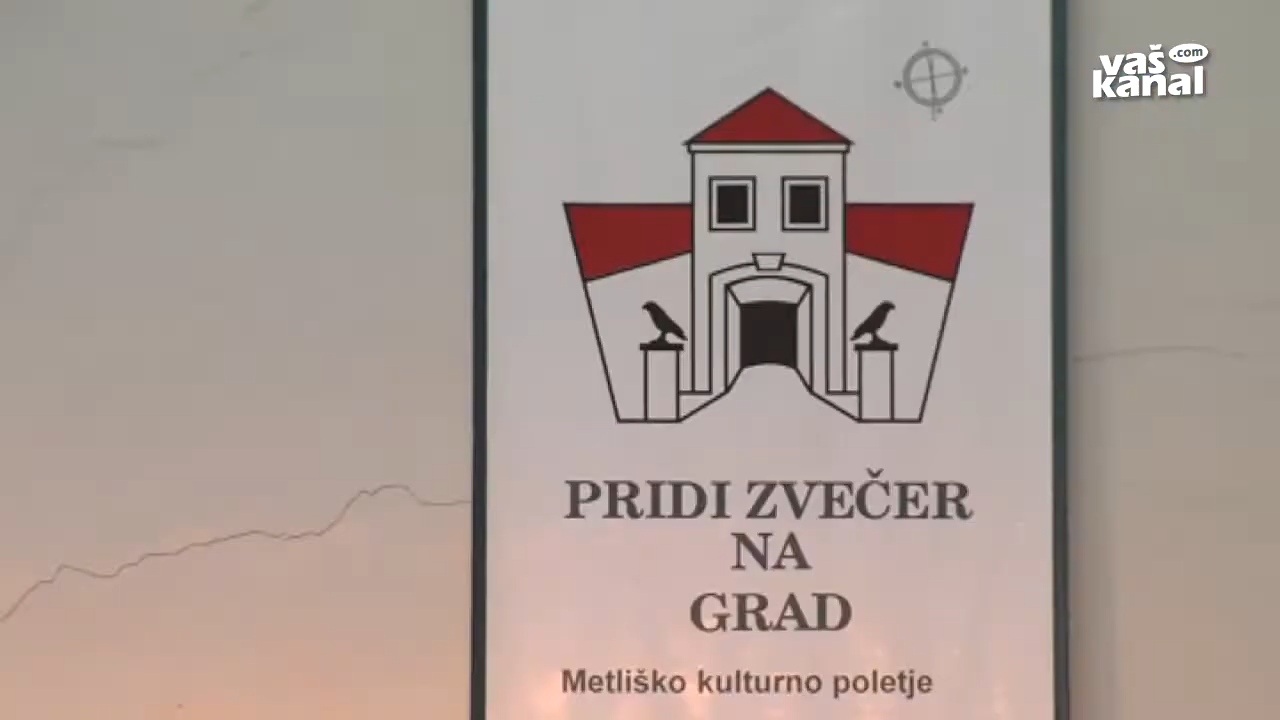 vaš
.com
kanal
PRIDI ZVEČER
NA
GRAD
Metliško kulturno poletje